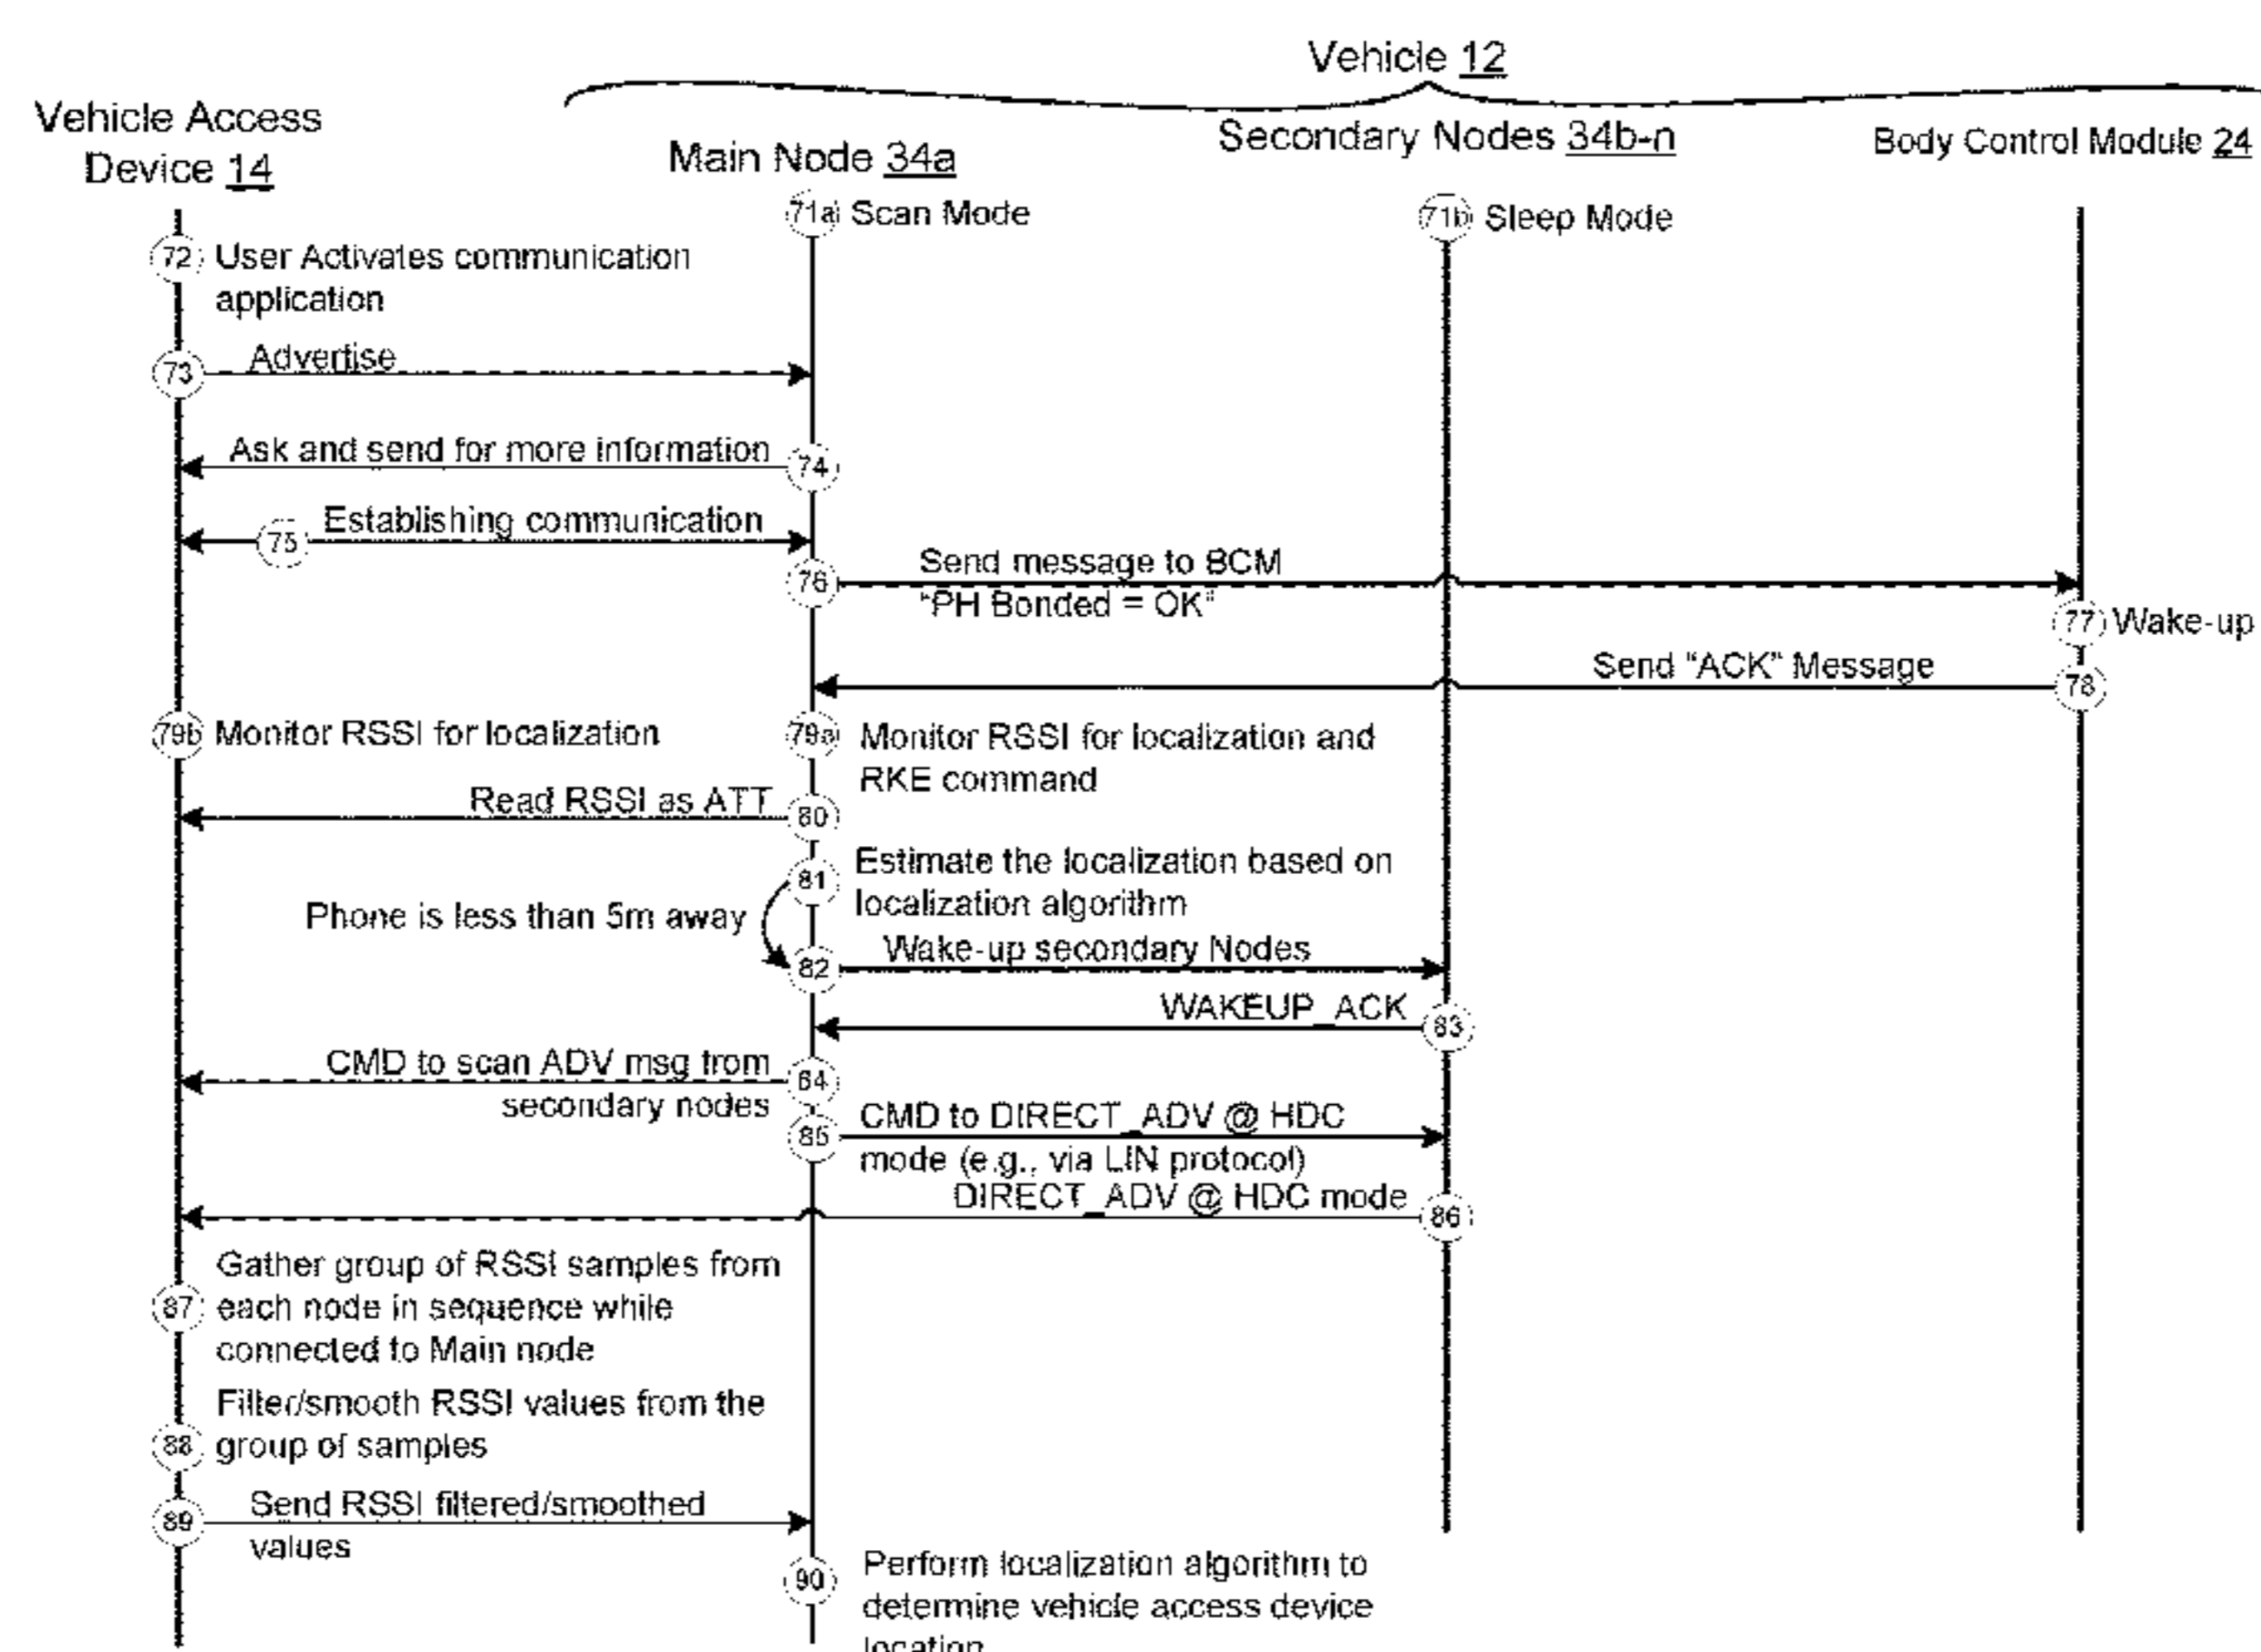 Vehicle 12
Vehicle Access
Device 14
Main Node 34a
Secondary Nodes 34b-n
Body Control Module 24
71a Scan Mode
71b Sleep Mode
72 User Activates communication
application
73 Advertise
Ask and send for more information 74
75 Establishing communication
76 Send message to BCM
"PH Bonded = OK"
77 Wake-up
Send "ACK" Message 78
79b Monitor RSSI for localization
79a Monitor RSSI for localization and
RKE command
Read RSSI as ATT 80
81 Estimate the localization based on
localization algorithm
Phone is less than 5m away
82 Wake-up secondary Nodes
WAKEUP_ACK 83
CMD to scan ADV msg from 84
secondary nodes
85 CMD to DIRECT_ADV @ HDC
mode (e.g., via LIN protocol)
DIRECT_ADV @ HDC mode 86
Gather group of RSSI samples from
87 each node in sequence while
connected to Main node
Filter/smooth RSSI values from the
88 group of samples
89 Send RSSI filtered/smoothed
values
90 Perform localization algorithm to
determine vehicle access device
location